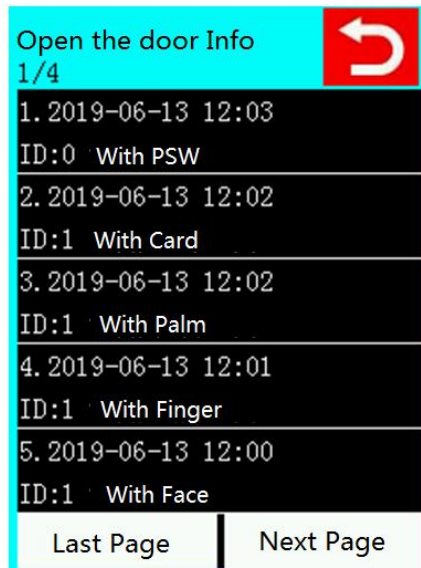 Open the door Info
1/4
1.2019-06-13 12:03
ID:0 With PSW
2.2019-06-13 12:02
ID:1 With Card
3.2019-06-13 12:02
ID:1 With Palm
4.2019-06-13 12:01
ID:1 With Finger
5.2019-06-13 12:00
ID:1 With Face
Last Page Next Page